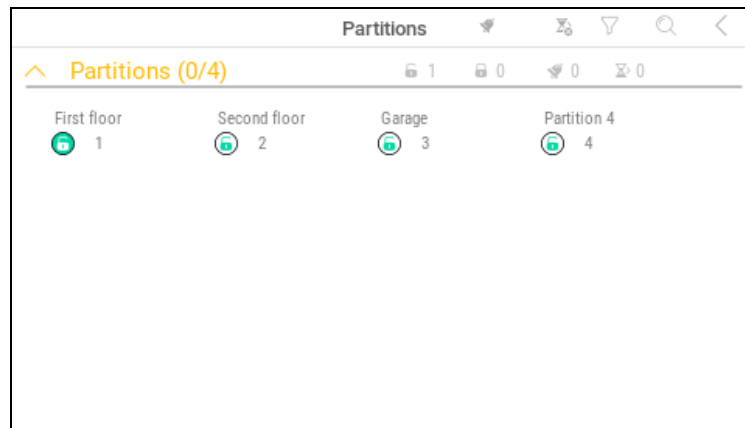 Partitions
Partitions (0/4) 1 0 0 0
First floor Second floor Garage Partition 4
1 2 3 4